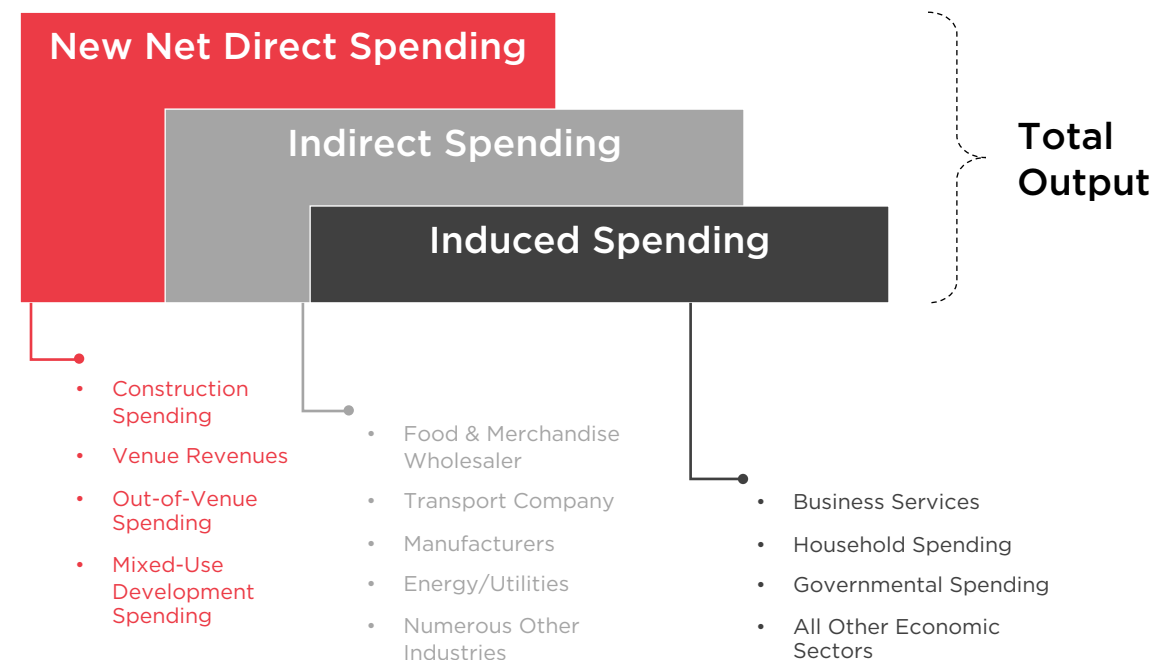 New Net Direct Spending
Indirect Spending
Induced Spending
Total
Output
• Construction
Spending
• Venue Revenues
• Out-of-Venue
Spending
• Mixed-Use
Development
Spending
• Food & Merchandise
Wholesaler
• Transport Company
• Manufacturers
• Energy/Utilities
• Numerous Other
Industries
• Business Services
• Household Spending
• Governmental Spending
• All Other Economic
Sectors